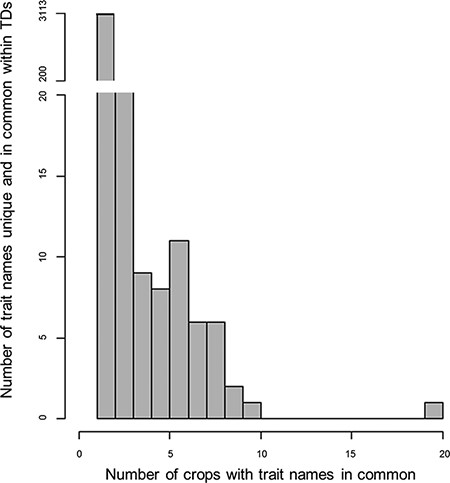 Number of trait names unique and in common within TDs
3113
200
20
15
10
5
0
0 5 10 15 20
Number of crops with trait names in common